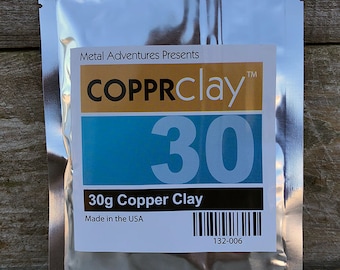 Metal Adventures Presents
COPPRclay™
30
30g Copper Clay
Made in the USA
132-006